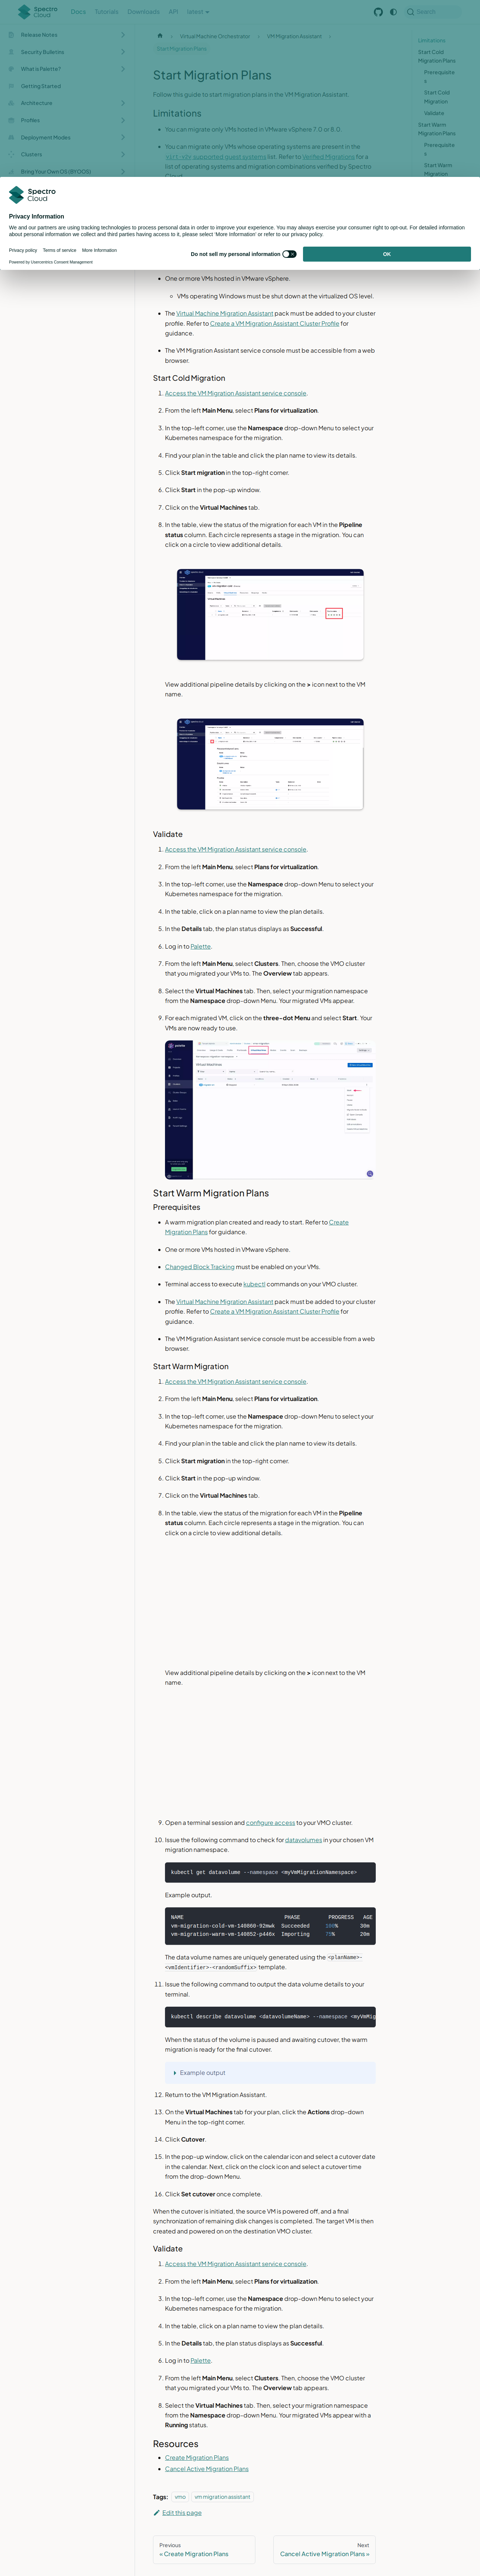 Spectro Cloud
Docs
Tutorials
Downloads
API
latest
Search
Release Notes
Security Bulletins
What is Palette?
Getting Started
Architecture
Profiles
Deployment Modes
Clusters
Bring Your Own OS (BYOOS)
Virtual Machine Orchestrator
VM Migration Assistant
Start Migration Plans
Limitations
Start Cold Migration Plans
Prerequisites
Start Cold Migration
Validate
Start Warm Migration Plans
Prerequisites
Start Warm Migration
Start Migration Plans
Follow this guide to start migration plans in the VM Migration Assistant.
Limitations
You can migrate only VMs hosted in VMware vSphere 7.0 or 8.0.
You can migrate only VMs whose operating systems are present in the
virt-v2v supported guest systems list. Refer to Verified Migrations for a
list of operating systems and migration combinations verified by Spectro
Cloud.
Spectro Cloud
Privacy Information
We and our partners are using tracking technologies to process personal data in order to improve your experience. You may always exercise your consumer right to opt-out. For detailed information
about personal information we collect and third parties having access to it, please select 'More Information' or refer to our privacy policy.
Privacy policy
Terms of service
More Information
Powered by Usercentrics Consent Management
Do not sell my personal information
OK
One or more VMs hosted in VMware vSphere.
VMs operating Windows must be shut down at the virtualized OS level.
The Virtual Machine Migration Assistant pack must be added to your cluster
profile. Refer to Create a VM Migration Assistant Cluster Profile for
guidance.
The VM Migration Assistant service console must be accessible from a web
browser.
Start Cold Migration
1. Access the VM Migration Assistant service console.
2. From the left Main Menu, select Plans for virtualization.
3. In the top-left corner, use the Namespace drop-down Menu to select your
Kubernetes namespace for the migration.
4. Find your plan in the table and click the plan name to view its details.
5. Click Start migration in the top-right corner.
6. Click Start in the pop-up window.
7. Click on the Virtual Machines tab.
8. In the table, view the status of the migration for each VM in the Pipeline
status column. Each circle represents a stage in the migration. You can
click on a circle to view additional details.
View additional pipeline details by clicking on the > icon next to the VM
name.
Validate
1. Access the VM Migration Assistant service console.
2. From the left Main Menu, select Plans for virtualization.
3. In the top-left corner, use the Namespace drop-down Menu to select your
Kubernetes namespace for the migration.
4. In the table, click on a plan name to view the plan details.
5. In the Details tab, the plan status displays as Successful.
6. Log in to Palette.
7. From the left Main Menu, select Clusters. Then, choose the VMO cluster
that you migrated your VMs to. The Overview tab appears.
8. Select the Virtual Machines tab. Then, select your migration namespace
from the Namespace drop-down Menu. Your migrated VMs appear.
9. For each migrated VM, click on the three-dot Menu and select Start. Your
VMs are now ready to use.
Start Warm Migration Plans
Prerequisites
A warm migration plan created and ready to start. Refer to Create
Migration Plans for guidance.
One or more VMs hosted in VMware vSphere.
Changed Block Tracking must be enabled on your VMs.
Terminal access to execute kubectl commands on your VMO cluster.
The Virtual Machine Migration Assistant pack must be added to your cluster
profile. Refer to Create a VM Migration Assistant Cluster Profile for
guidance.
The VM Migration Assistant service console must be accessible from a web
browser.
Start Warm Migration
1. Access the VM Migration Assistant service console.
2. From the left Main Menu, select Plans for virtualization.
3. In the top-left corner, use the Namespace drop-down Menu to select your
Kubernetes namespace for the migration.
4. Find your plan in the table and click the plan name to view its details.
5. Click Start migration in the top-right corner.
6. Click Start in the pop-up window.
7. Click on the Virtual Machines tab.
8. In the table, view the status of the migration for each VM in the Pipeline
status column. Each circle represents a stage in the migration. You can
click on a circle to view additional details.
View additional pipeline details by clicking on the > icon next to the VM
name.
9. Open a terminal session and configure access to your VMO cluster.
10. Issue the following command to check for datavolumes in your chosen VM
migration namespace.
kubectl get datavolume --namespace <myVmMigrationNamespace>
Example output.
NAME PHASE PROGRESS AGE
vm-migration-cold-vm-140860-92mwk Succeeded 100% 30m
vm-migration-warm-vm-140852-p446x Importing 75% 20m
The data volume names are uniquely generated using the <planName>-
<vmIdentifier>-<randomSuffix> template.
11. Issue the following command to output the data volume details to your
terminal.
kubectl describe datavolume <datavolumeName> --namespace <myVmMig
When the status of the volume is paused and awaiting cutover, the warm
migration is ready for the final cutover.
Example output
12. Return to the VM Migration Assistant.
13. On the Virtual Machines tab for your plan, click the Actions drop-down
Menu in the top-right corner.
14. Click Cutover.
15. In the pop-up window, click on the calendar icon and select a cutover date
in the calendar. Next, click on the clock icon and select a cutover time
from the drop-down Menu.
16. Click Set cutover once complete.
When the cutover is initiated, the source VM is powered off, and a final
synchronization of remaining disk changes is completed. The target VM is then
created and powered on on the destination VMO cluster.
Validate
1. Access the VM Migration Assistant service console.
2. From the left Main Menu, select Plans for virtualization.
3. In the top-left corner, use the Namespace drop-down Menu to select your
Kubernetes namespace for the migration.
4. In the table, click on a plan name to view the plan details.
5. In the Details tab, the plan status displays as Successful.
6. Log in to Palette.
7. From the left Main Menu, select Clusters. Then, choose the VMO cluster
that you migrated your VMs to. The Overview tab appears.
8. Select the Virtual Machines tab. Then, select your migration namespace
from the Namespace drop-down Menu. Your migrated VMs appear with a
Running status.
Resources
Create Migration Plans
Cancel Active Migration Plans
Tags: vmo vm migration assistant
Edit this page
Previous
« Create Migration Plans
Next
Cancel Active Migration Plans »